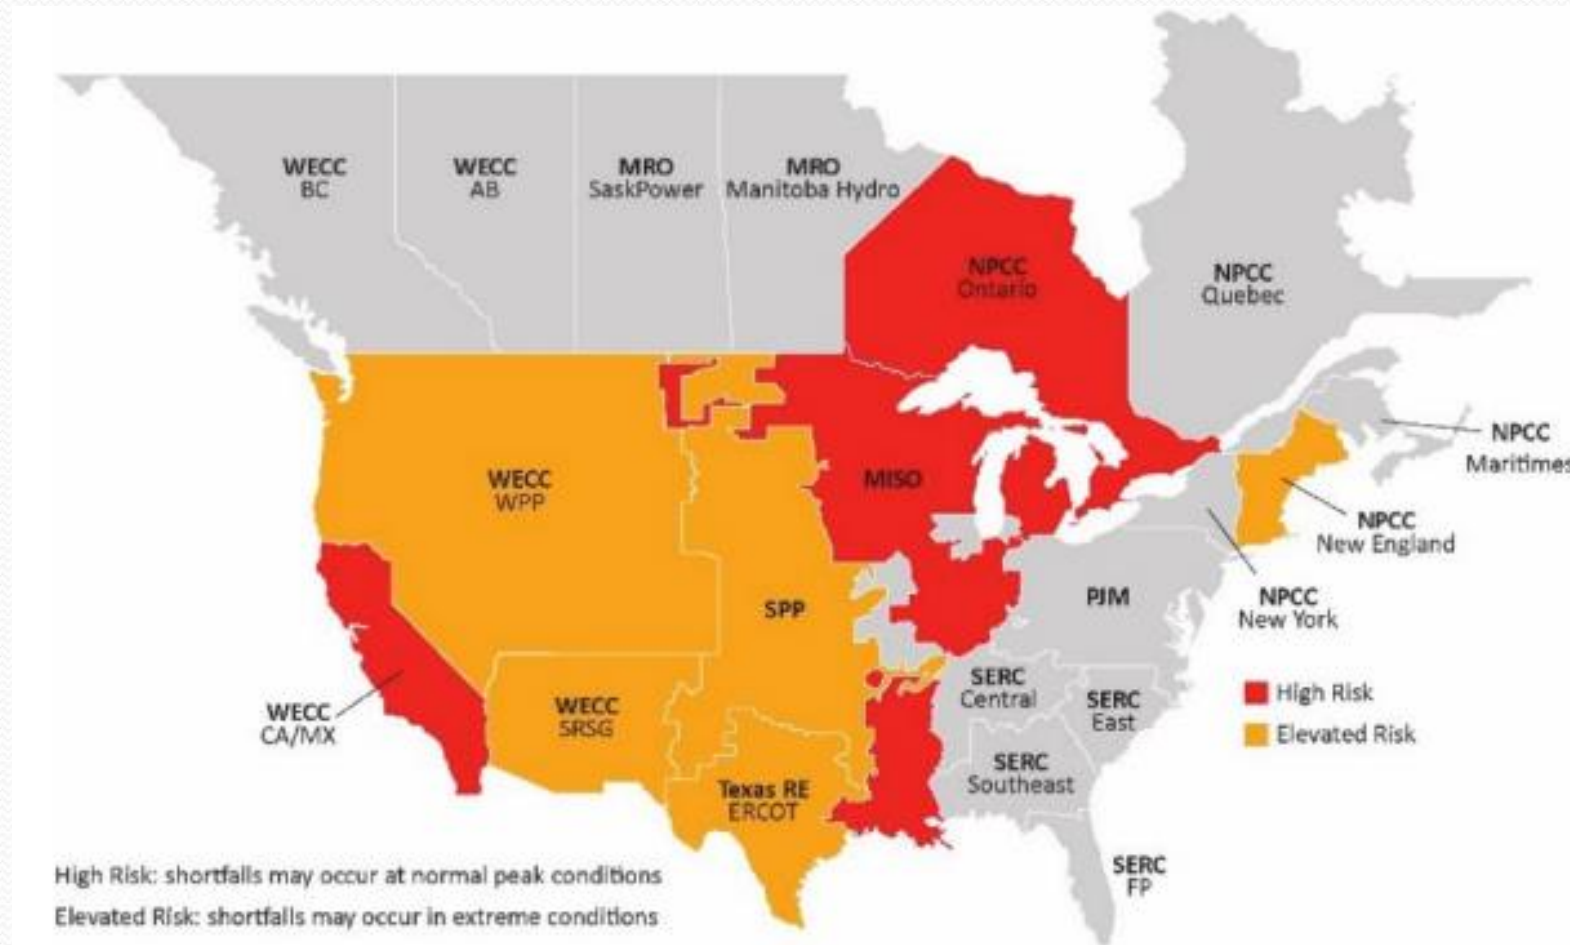 WECC
BC
WECC
AB
MRO
SaskPower
MRO
Manitoba Hydro
NPCC
Ontario
NPCC
Quebec
NPCC
Maritimes
WECC
WPP
MISO
NPCC
New England
SPP
PJM
NPCC
New York
WECC
CA/MX
WECC
SRSG
SERC
Central
SERC
East
High Risk
Elevated Risk
SERC
Southeast
Texas RE
ERCOT
SERC
FP
High Risk: shortfalls may occur at normal peak conditions
Elevated Risk: shortfalls may occur in extreme conditions